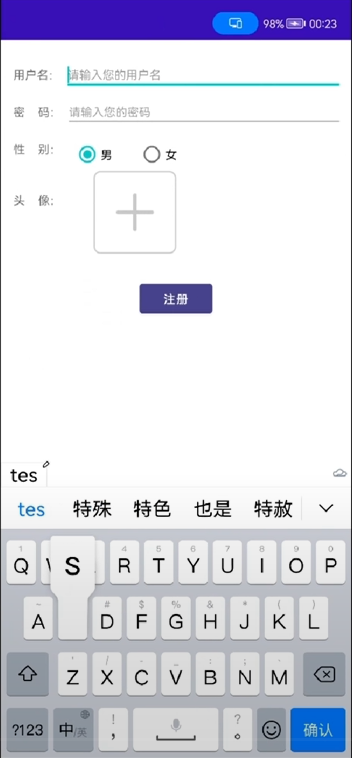 98% 00:23
用户名: 请输入您的用户名
密 码: 请输入您的密码
性 别: 男 女
头 像:
注册
tes
tes 特殊 特色 也是 特赦
1 4 5 6 7 8 9 0
Q W S R T Y U I O P
~ # $ % & * ( )
A D F G H J K L
' / - _ : ; ,
Z X C V B N M
?123 中/英 ! , ? 。 确认